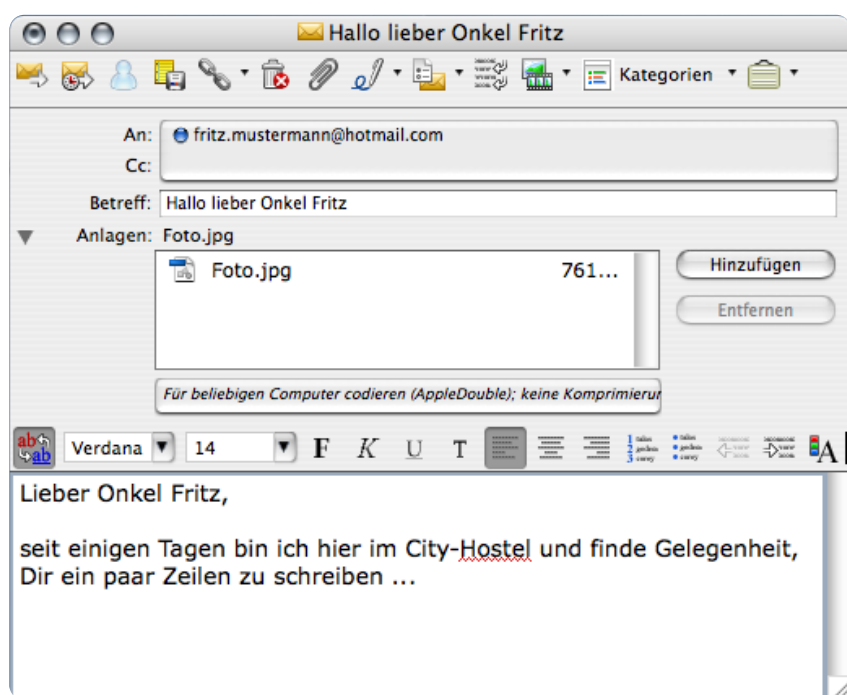 Hallo lieber Onkel Fritz
Kategorien
An: fritz.mustermann@hotmail.com
Cc:
Betreff: Hallo lieber Onkel Fritz
Anlagen: Foto.jpg
Foto.jpg 761...
Hinzufügen
Entfernen
Für beliebigen Computer codieren (AppleDouble); keine Komprimierur
abc ab Verdana 14 F K U T A
Lieber Onkel Fritz,
seit einigen Tagen bin ich hier im City-Hostel und finde Gelegenheit,
Dir ein paar Zeilen zu schreiben ...